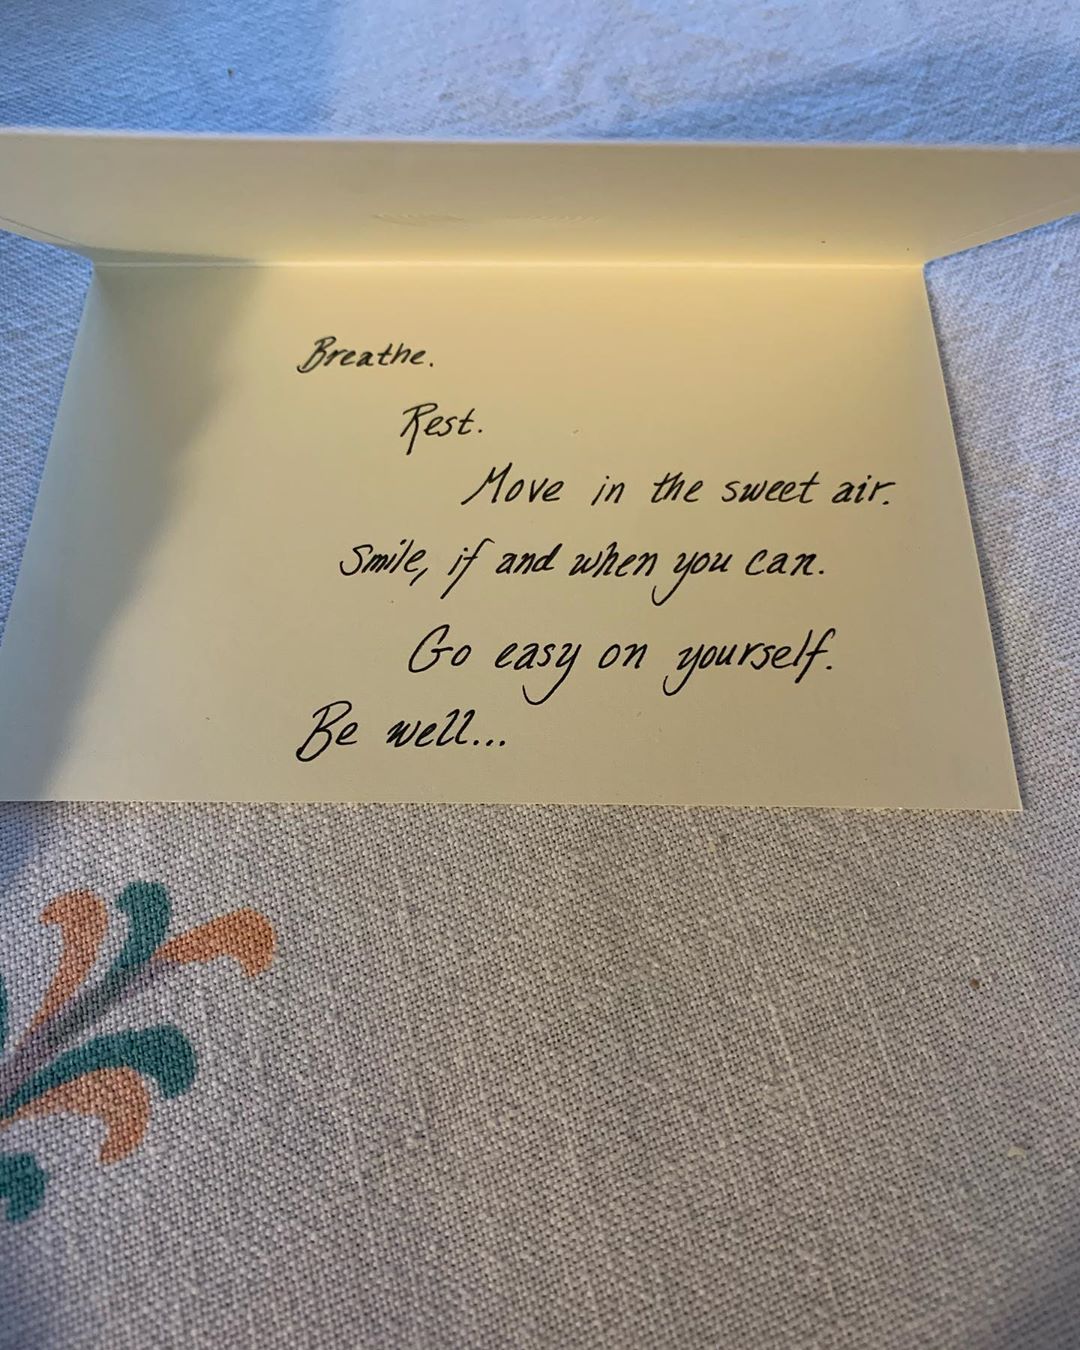 Breathe.
Rest.
Move in the sweet air.
Smile, if and when you can.
Go easy on yourself.
Be well...